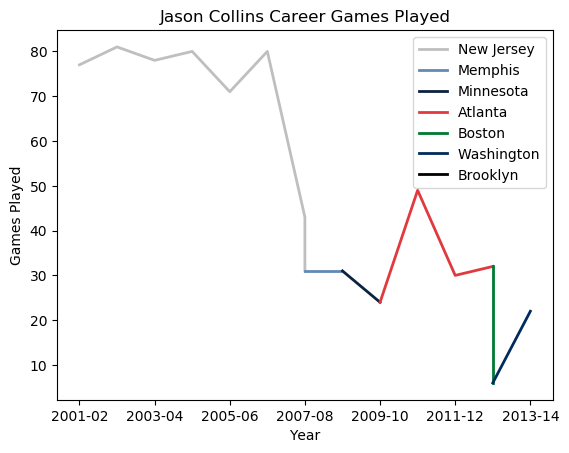 Jason Collins Career Games Played
New Jersey
Memphis
Minnesota
Atlanta
Boston
Washington
Brooklyn
80
70
60
50
40
30
20
10
Games Played
2001-02 2003-04 2005-06 2007-08 2009-10 2011-12 2013-14
Year